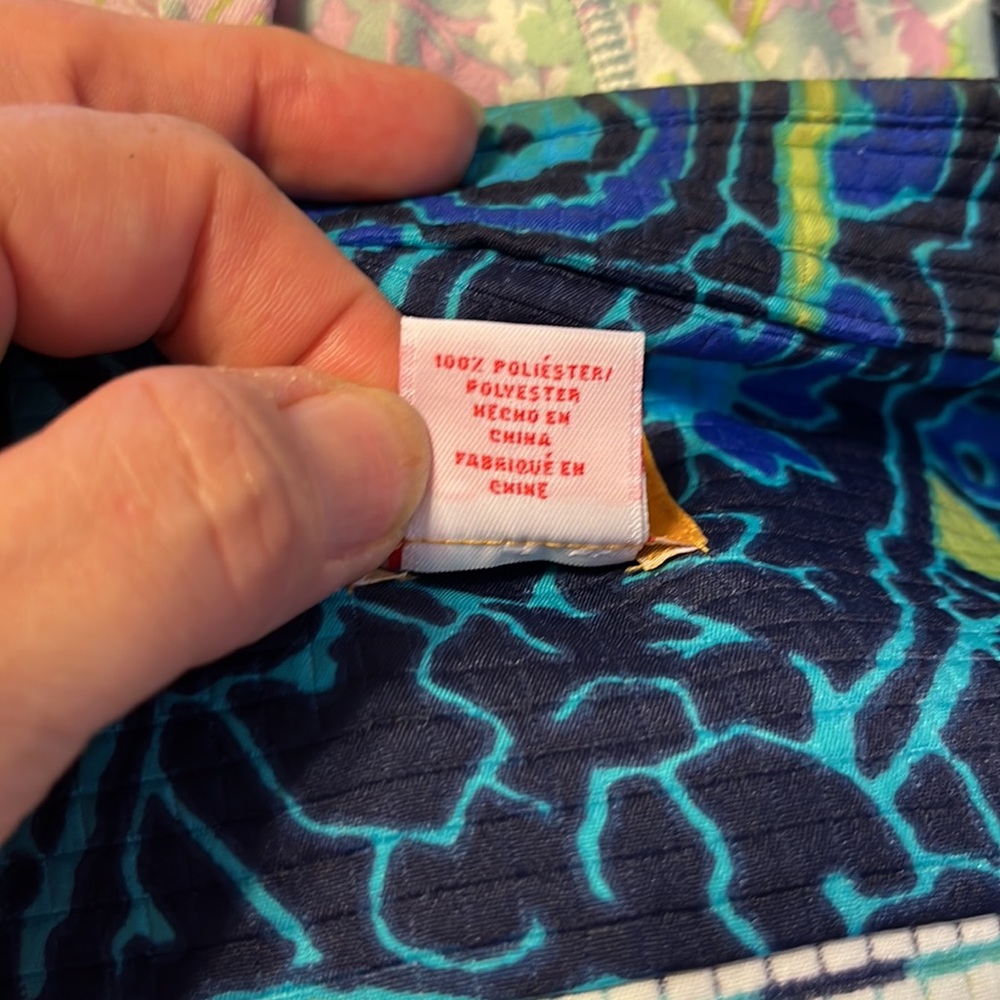 100% POLIÉSTER/
POLYESTER
HECHO EN
CHINA
FABRIQUÉ EN
CHINE